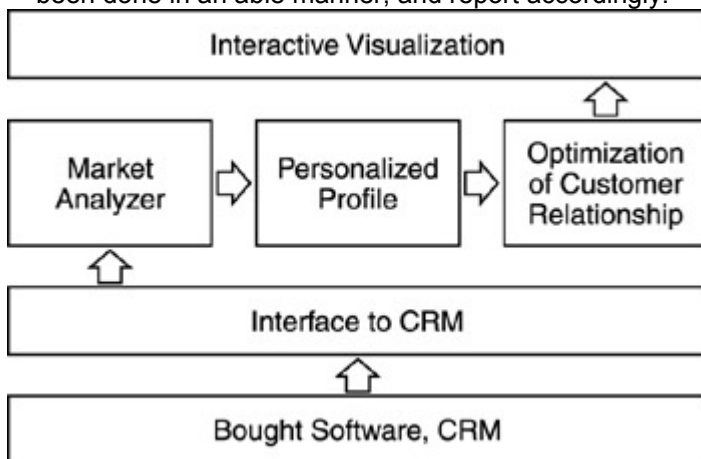 been done in an able manner, and report accordingly.
Interactive Visualization
Market
Analyzer
Personalized
Profile
Optimization
of Customer
Relationship
Interface to CRM
Bought Software, CRM